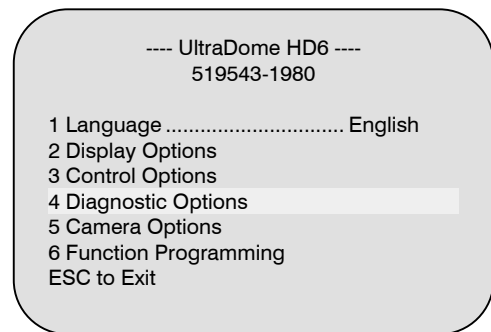 ---- UltraDome HD6 ----
519543-1980
1 Language ............................... English
2 Display Options
3 Control Options
4 Diagnostic Options
5 Camera Options
6 Function Programming
ESC to Exit